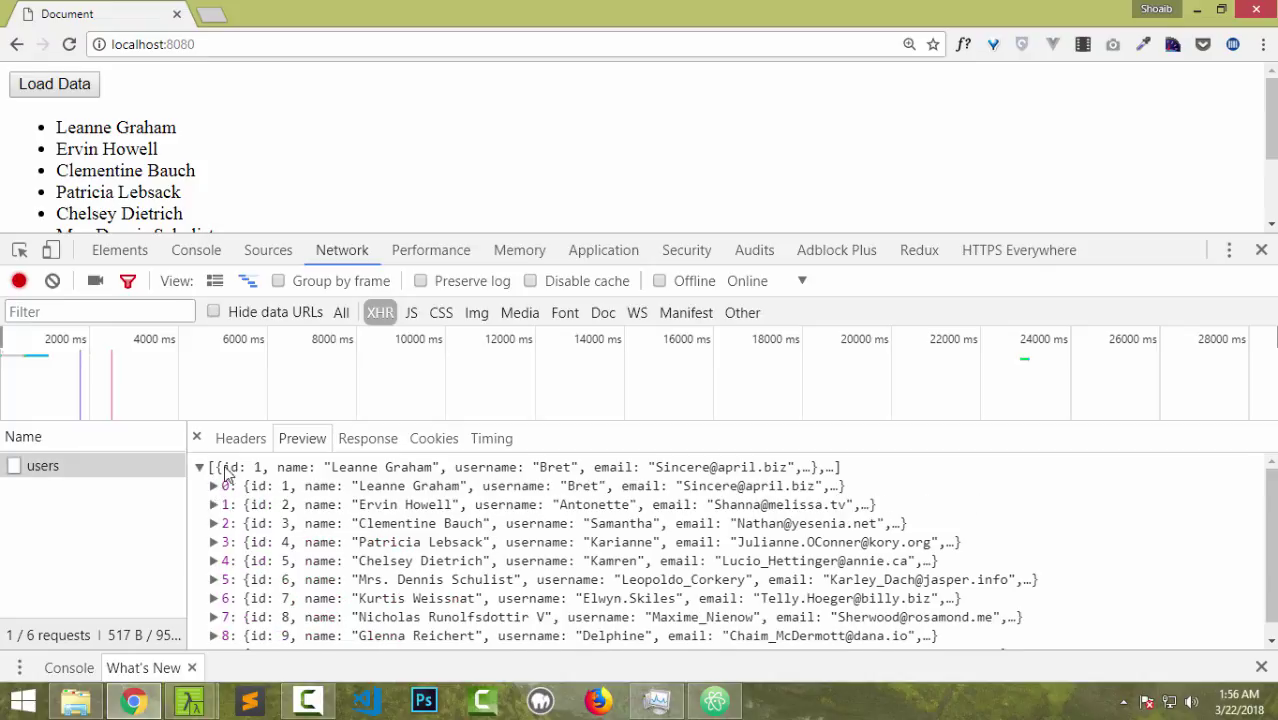 Document
Shoaib
localhost:8080
f?
Load Data
• Leanne Graham
• Ervin Howell
• Clementine Bauch
• Patricia Lebsack
• Chelsey Dietrich
Mrs. Dennis Schulist
Elements Console Sources Network Performance Memory Application Security Audits Adblock Plus Redux HTTPS Everywhere
View: Group by frame Preserve log Disable cache Offline Online
Filter Hide data URLs All XHR JS CSS Img Media Font Doc WS Manifest Other
2000 ms 4000 ms 6000 ms 8000 ms 10000 ms 12000 ms 14000 ms 16000 ms 18000 ms 20000 ms 22000 ms 24000 ms 26000 ms 28000 ms
Name Headers Preview Response Cookies Timing
users
[{id: 1, name: "Leanne Graham", username: "Bret", email: "Sincere@april.biz",…},…]
0: {id: 1, name: "Leanne Graham", username: "Bret", email: "Sincere@april.biz",…}
1: {id: 2, name: "Ervin Howell", username: "Antonette", email: "Shanna@melissa.tv",…}
2: {id: 3, name: "Clementine Bauch", username: "Samantha", email: "Nathan@yesenia.net",…}
3: {id: 4, name: "Patricia Lebsack", username: "Karianne", email: "Julianne.OConner@kory.org",…}
4: {id: 5, name: "Chelsey Dietrich", username: "Kamren", email: "Lucio_Hettinger@annie.ca",…}
5: {id: 6, name: "Mrs. Dennis Schulist", username: "Leopoldo_Corkery", email: "Karley_Dach@jasper.info",…}
6: {id: 7, name: "Kurtis Weissnat", username: "Elwyn.Skiles", email: "Telly.Hoeger@billy.biz",…}
7: {id: 8, name: "Nicholas Runolfsdottir V", username: "Maxime_Nienow", email: "Sherwood@rosamond.me",…}
8: {id: 9, name: "Glenna Reichert", username: "Delphine", email: "Chaim_McDermott@dana.io",…}
1 / 6 requests | 517 B / 95...
Console What's New
Ps
1:56 AM
3/22/2018